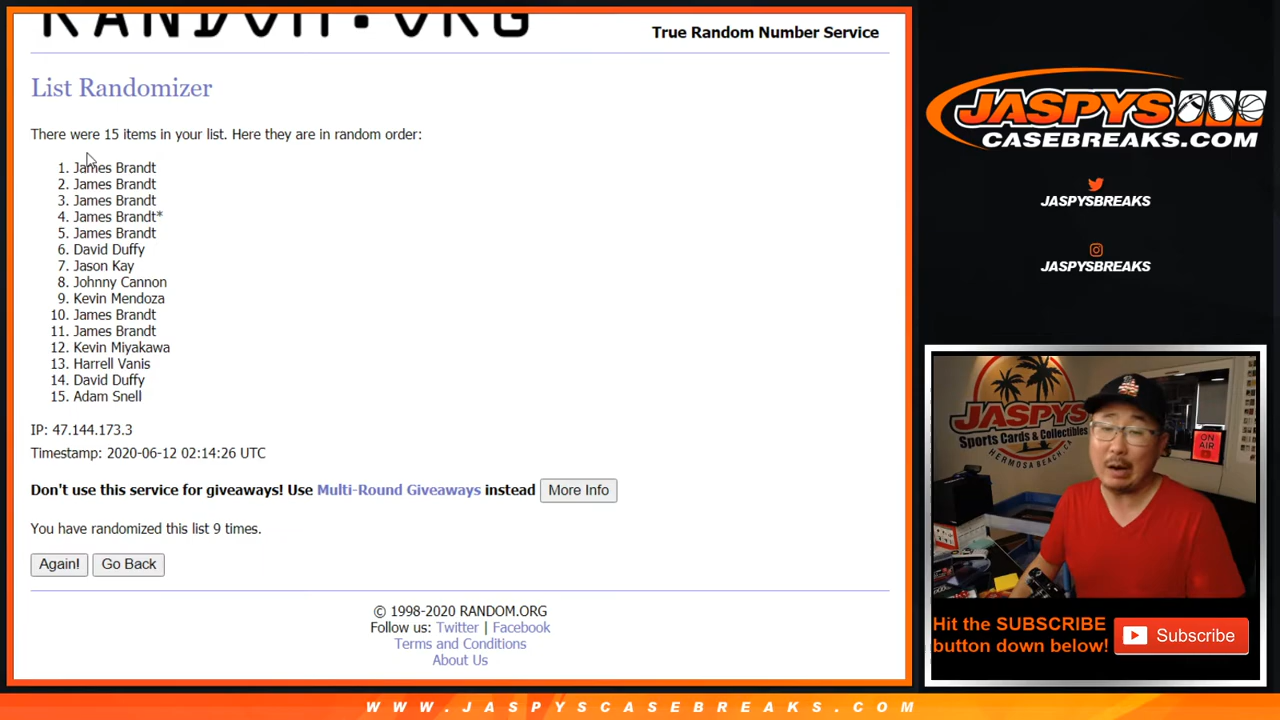 RANDOM.ORG
True Random Number Service
List Randomizer
There were 15 items in your list. Here they are in random order:
1. James Brandt
2. James Brandt
3. James Brandt
4. James Brandt*
5. James Brandt
6. David Duffy
7. Jason Kay
8. Johnny Cannon
9. Kevin Mendoza
10. James Brandt
11. James Brandt
12. Kevin Miyakawa
13. Harrell Vanis
14. David Duffy
15. Adam Snell
IP: 47.144.173.3
Timestamp: 2020-06-12 02:14:26 UTC
Don't use this service for giveaways! Use Multi-Round Giveaways instead More Info
You have randomized this list 9 times.
Again! Go Back
© 1998-2020 RANDOM.ORG
Follow us: Twitter | Facebook
Terms and Conditions
About Us
JASPYS
CASEBREAKS.COM
JASPYSBREAKS
JASPYSBREAKS
JASPYS
Sports Cards & Collectibles
HERMOSA BEACH CA
ON AIR
Hit the SUBSCRIBE
button down below!
Subscribe
WWW.JASPYSCASEBREAKS.COM